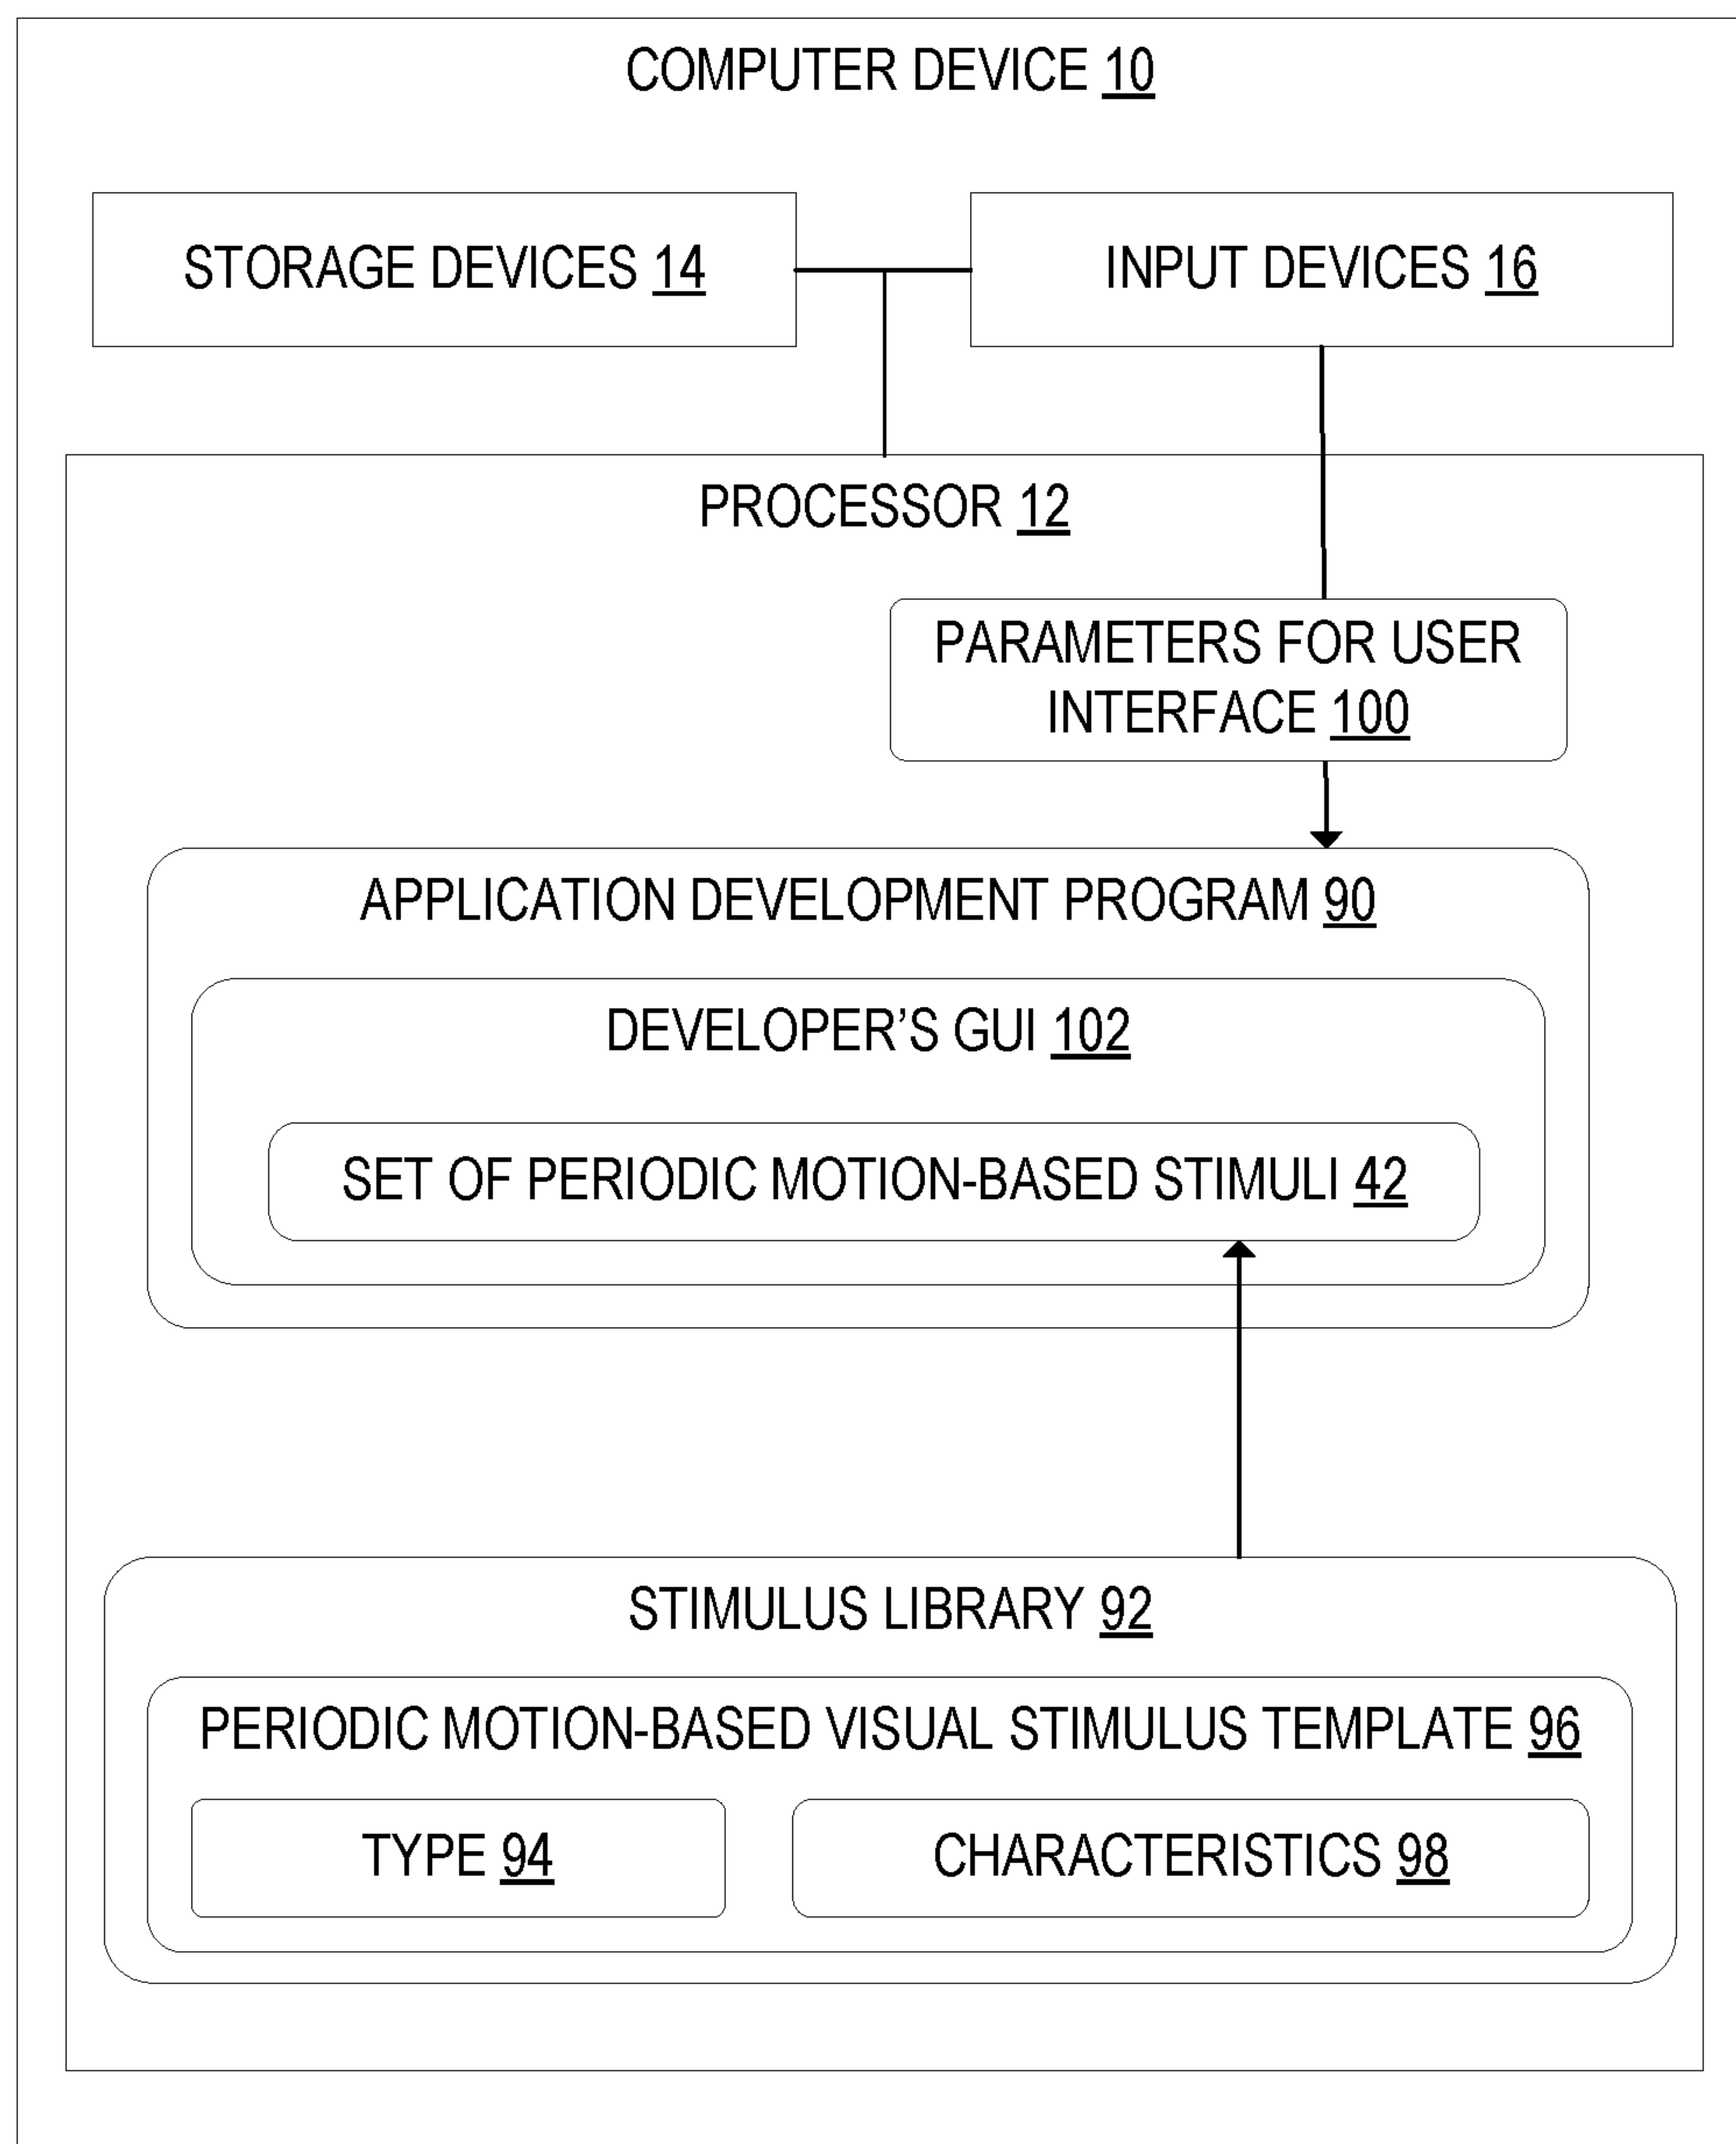 COMPUTER DEVICE 10
STORAGE DEVICES 14
INPUT DEVICES 16
PROCESSOR 12
PARAMETERS FOR USER
INTERFACE 100
APPLICATION DEVELOPMENT PROGRAM 90
DEVELOPER’S GUI 102
SET OF PERIODIC MOTION-BASED STIMULI 42
STIMULUS LIBRARY 92
PERIODIC MOTION-BASED VISUAL STIMULUS TEMPLATE 96
TYPE 94
CHARACTERISTICS 98